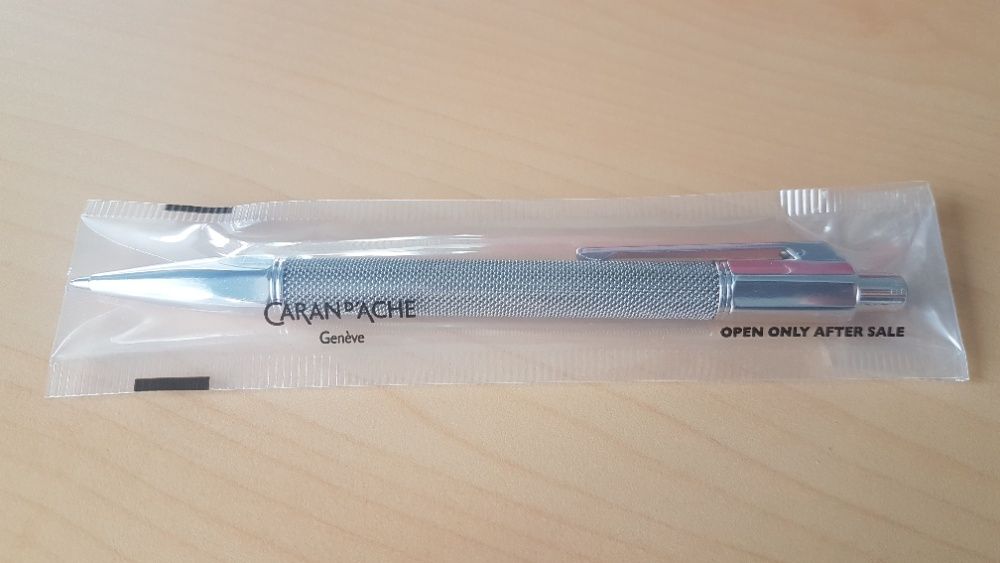 CARAN D'ACHE
Genève
OPEN ONLY AFTER SALE